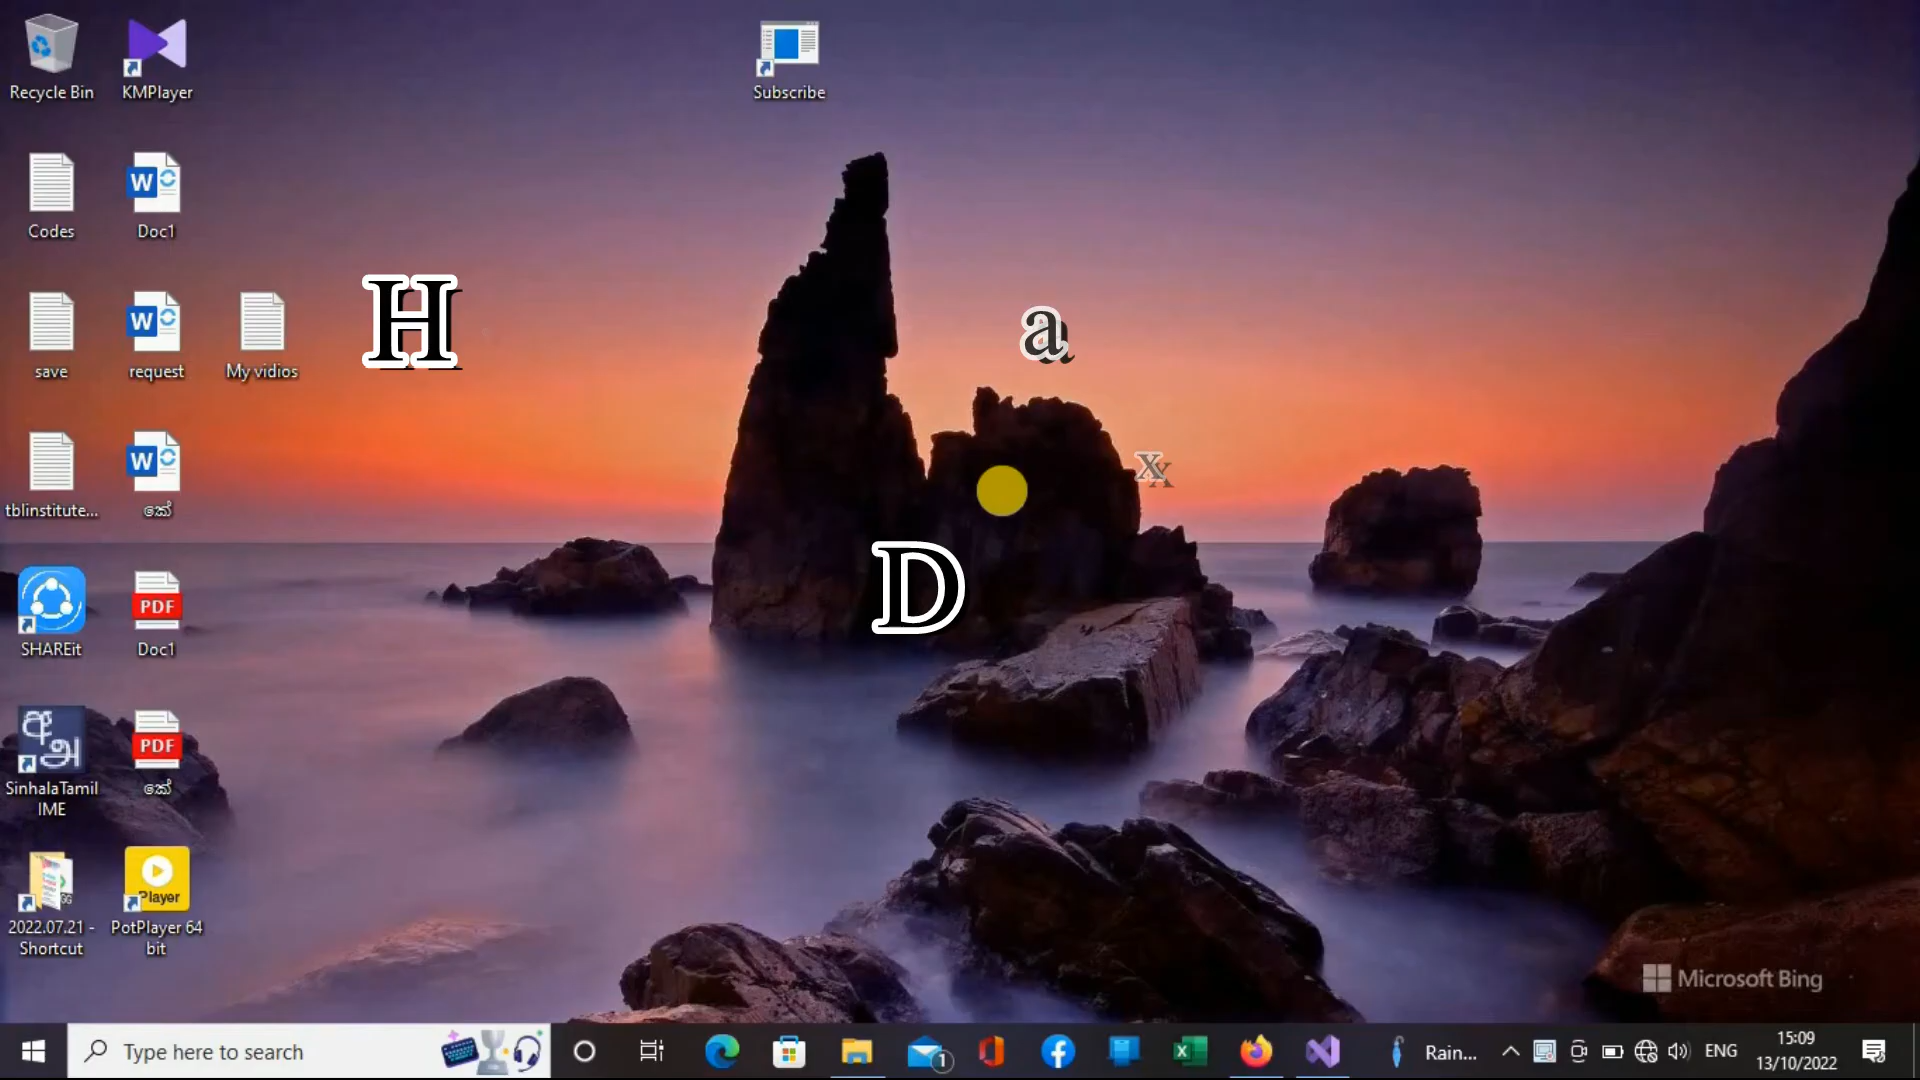 Recycle Bin
KMPlayer
Subscribe
Codes
W
Doc1
save
W
request
My vidios
H
a
tblinstitute...
W
කේ
X
D
SHAREit
PDF
Doc1
අ
அ
SinhalaTamil
IME
PDF
කේ
2022.07.21 -
Shortcut
Player
PotPlayer 64
bit
Microsoft Bing
Type here to search
1
X
Rain...
ENG
15:09
13/10/2022